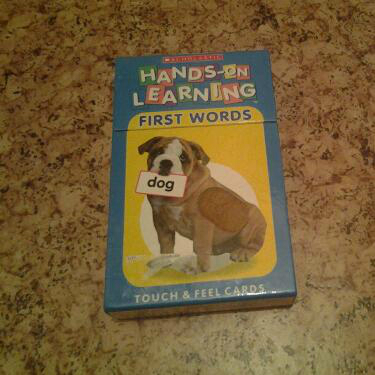 SCHOLASTIC
HANDS-ON
LEARNING
FIRST WORDS
dog
TOUCH & FEEL CARDS